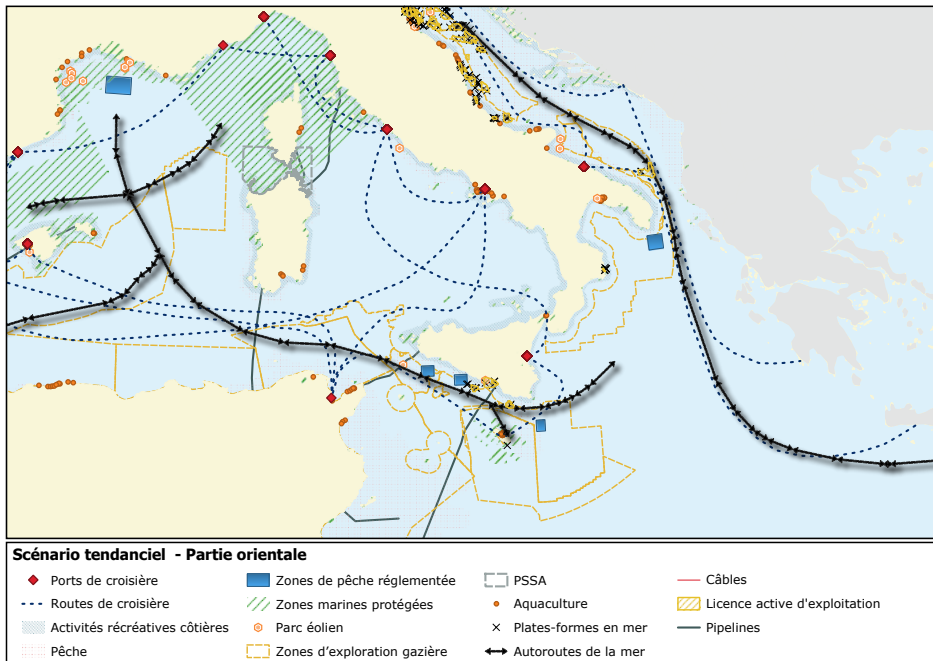 Scénario tendanciel - Partie orientale
Ports de croisière
Zones de pêche réglementée
PSSA
Câbles
Routes de croisière
Zones marines protégées
Aquaculture
Licence active d'exploitation
Activités récréatives côtières
Parc éolien
Plates-formes en mer
Pipelines
Pêche
Zones d’exploration gazière
Autoroutes de la mer